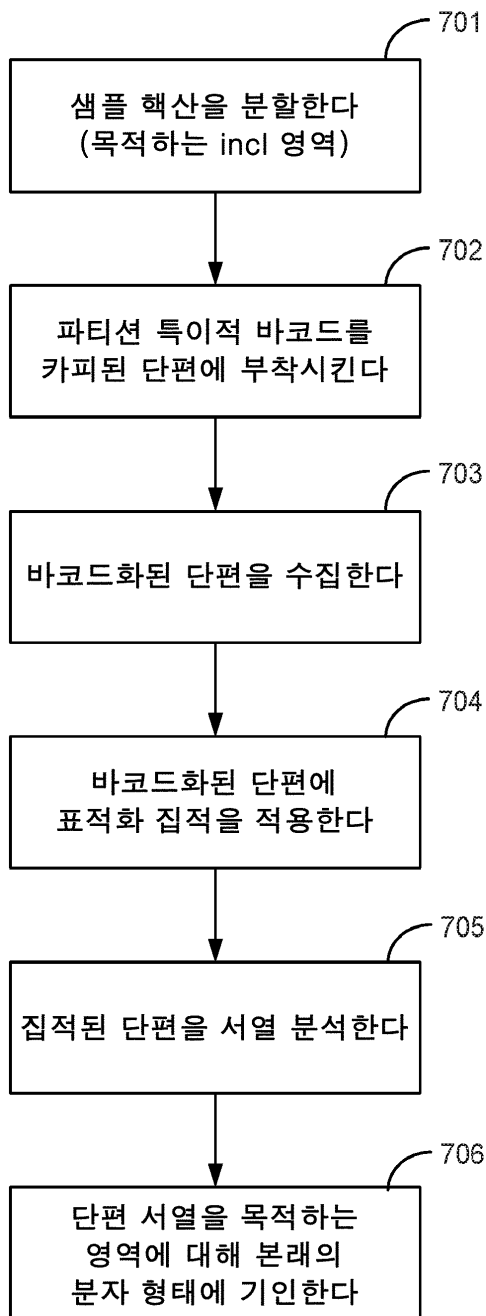 701
샘플 핵산을 분할한다
(목적하는 incl 영역)
702
파티션 특이적 바코드를
카피된 단편에 부착시킨다
703
바코드화된 단편을 수집한다
704
바코드화된 단편에
표적화 집적을 적용한다
705
집적된 단편을 서열 분석한다
706
단편 서열을 목적하는
영역에 대해 본래의
분자 형태에 기인한다